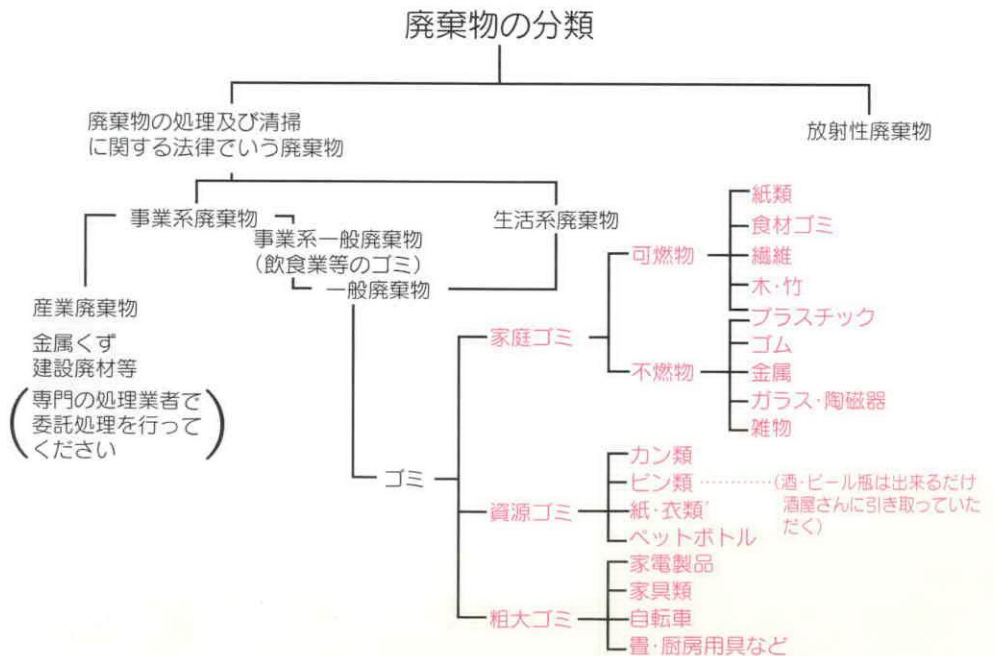 廃棄物の分類
廃棄物の処理及び清掃
に関する法律でいう廃棄物
放射性廃棄物
事業系廃棄物
生活系廃棄物
事業系一般廃棄物
(飲食業等のゴミ)
一般廃棄物
産業廃棄物
金属くず
建設廃材等
(専門の処理業者で
委託処理を行って
ください)
ゴミ
家庭ゴミ
可燃物
紙類
食材ゴミ
繊維
木・竹
不燃物
プラスチック
ゴム
金属
ガラス・陶磁器
雑物
資源ゴミ
カン類
ビン類…………(酒・ビール瓶は出来るだけ
酒屋さんに引き取っていた
だく)
紙・衣類
ペットボトル
粗大ゴミ
家電製品
家具類
自転車
畳・厨房用具など